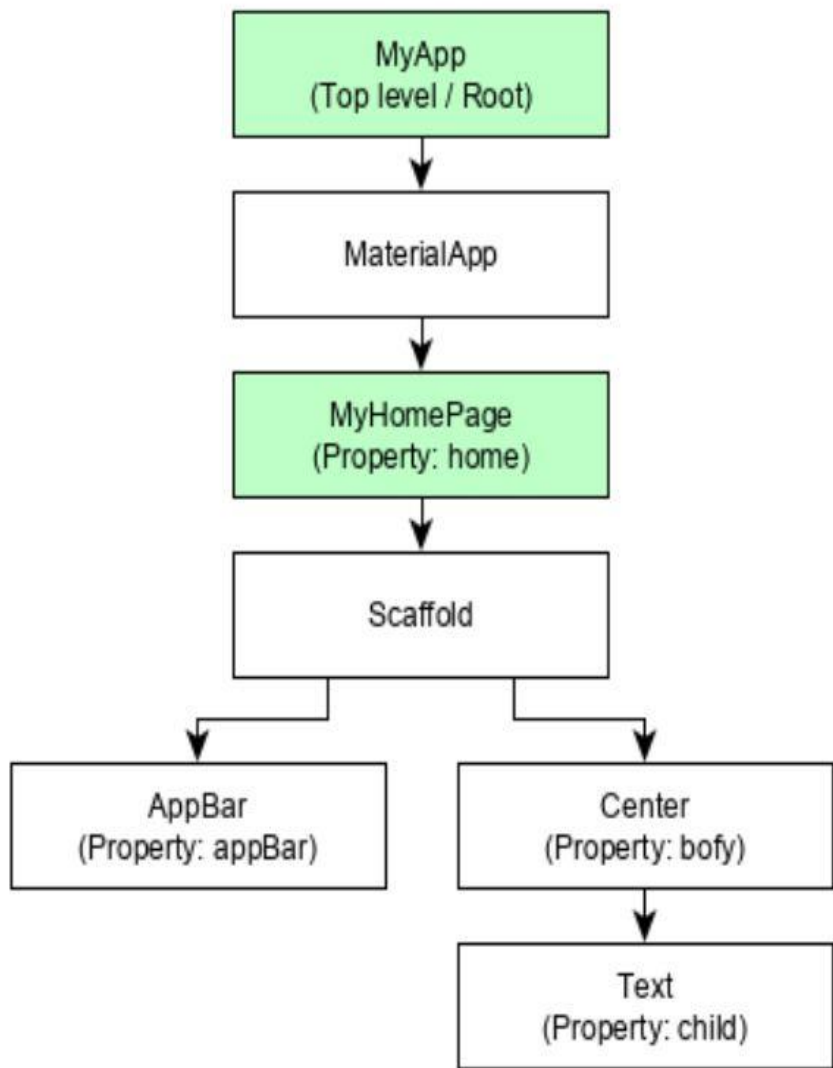 MyApp
(Top level / Root)
MaterialApp
MyHomePage
(Property: home)
Scaffold
AppBar
(Property: appBar)
Center
(Property: bofy)
Text
(Property: child)